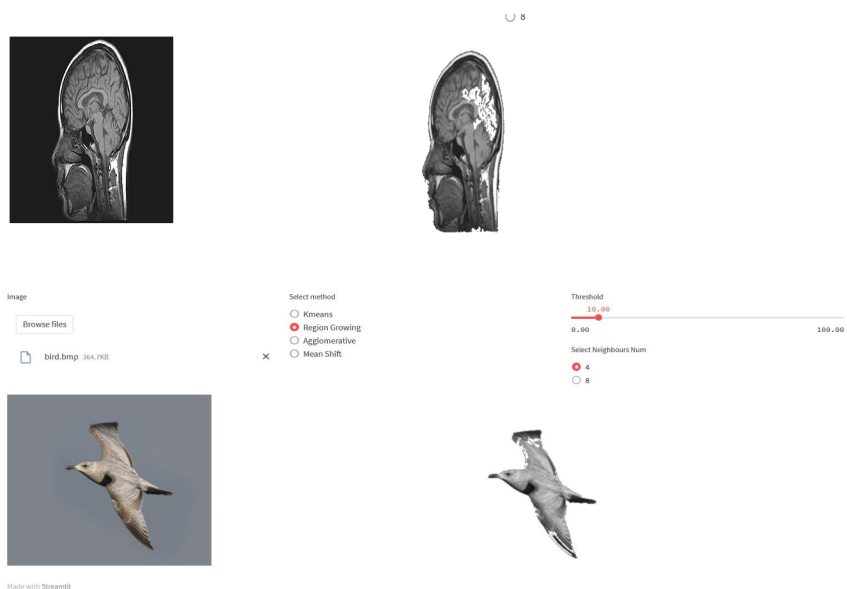 8
Image
Select method
Threshold
10.00
0.00
100.00
Browse files
Kmeans
Region Growing
Agglomerative
Mean Shift
bird.bmp 364.7KB
Select Neighbours Num
4
8
Made with Streamlit